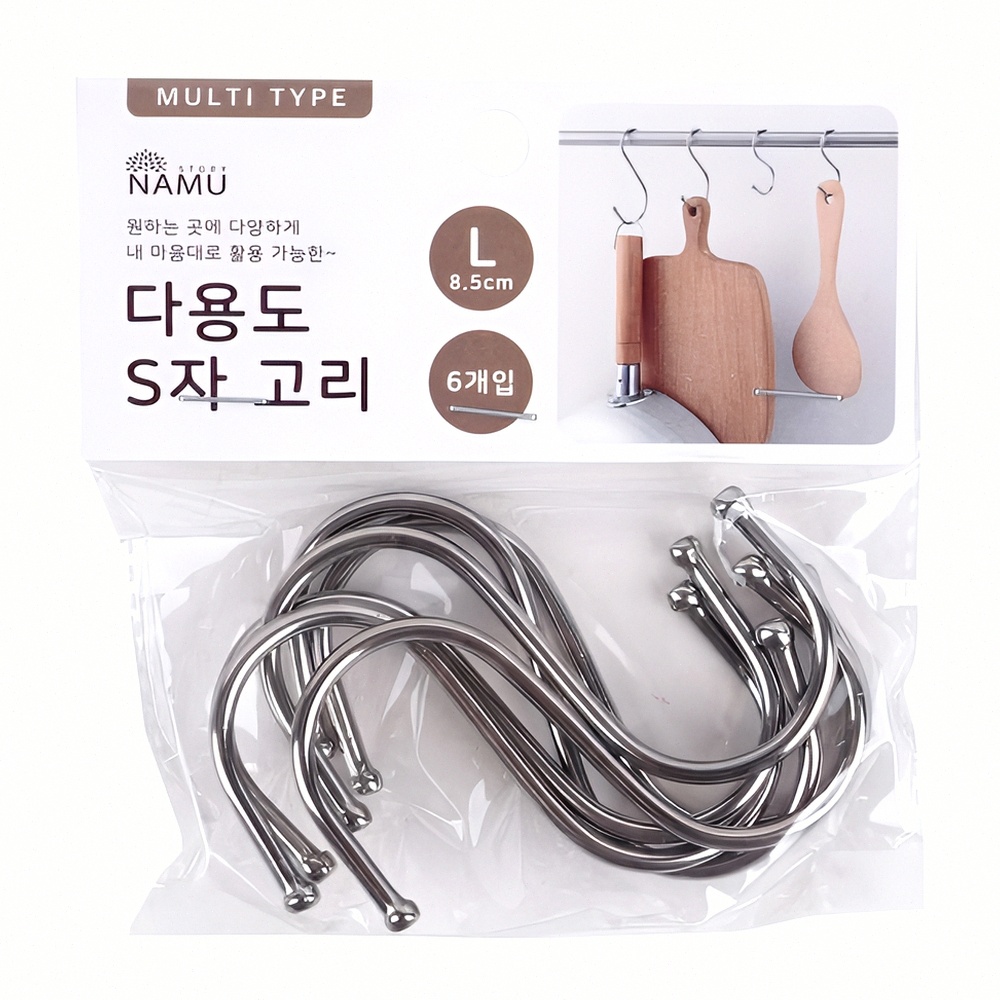 MULTI TYPE
STORY
NAMU
원하는 곳에 다양하게
내 마음대로 활용 가능한~
다용도
S자 고리
L
8.5cm
6개입